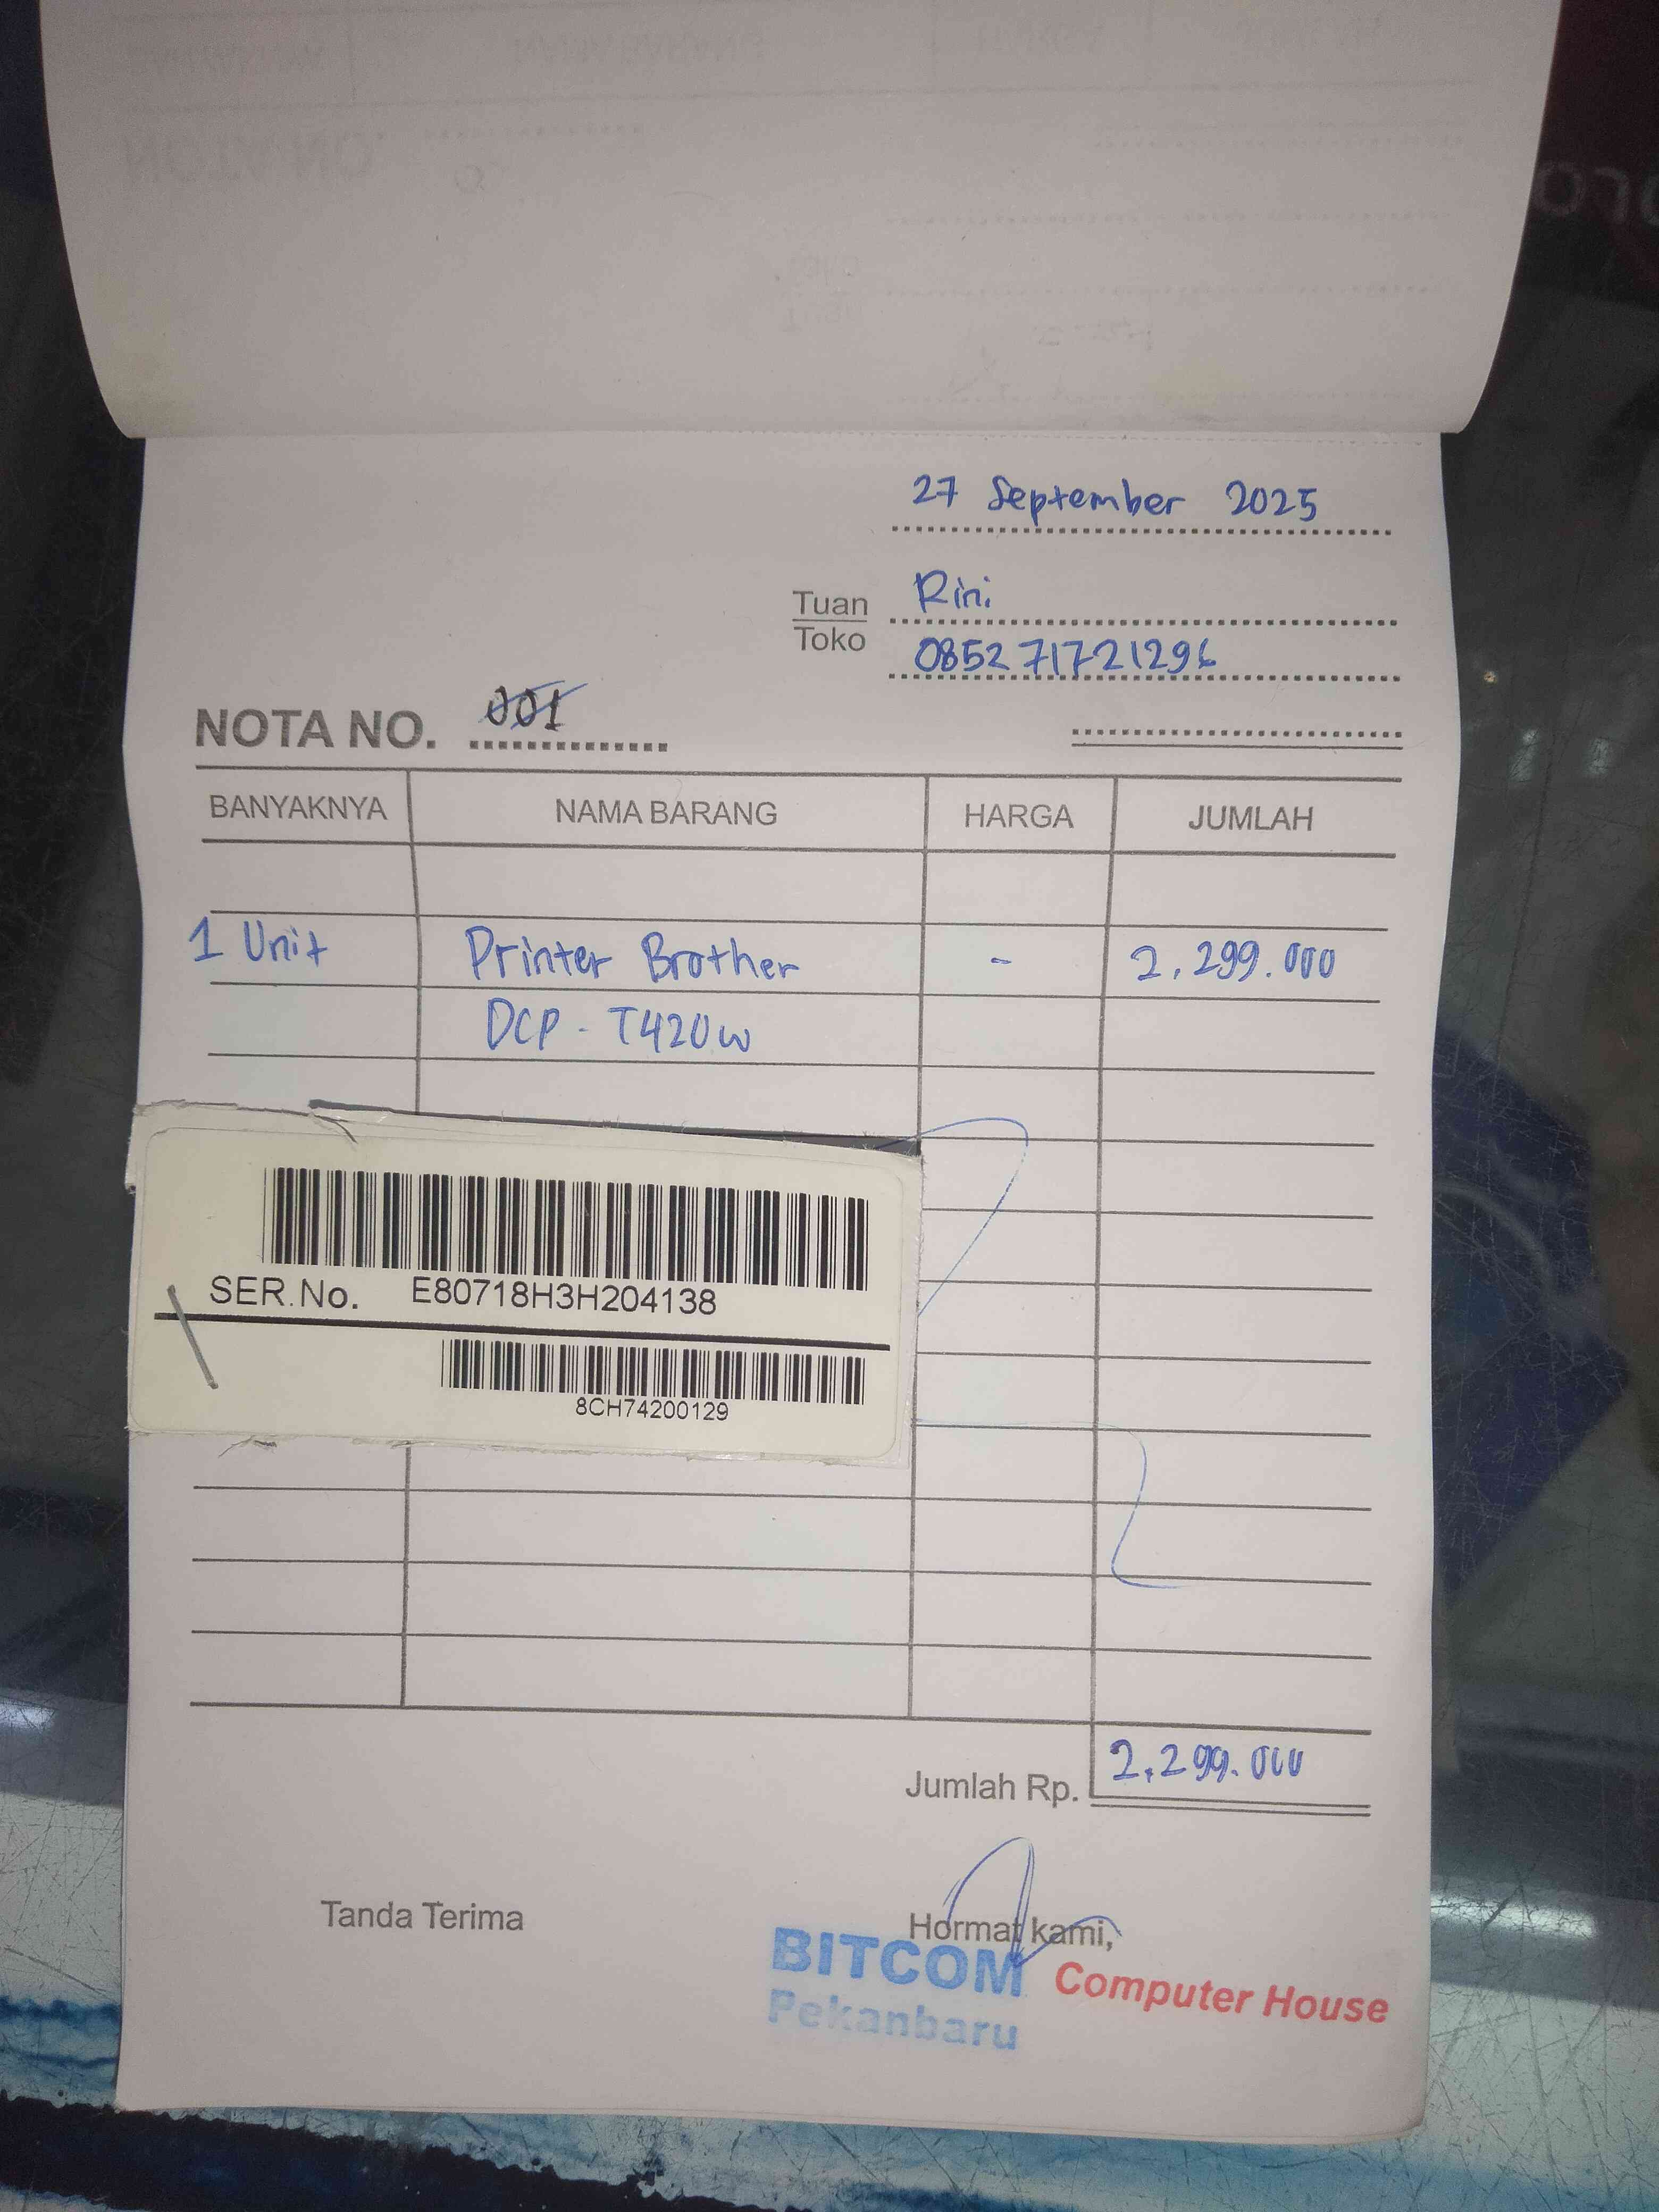 27 September 2025
Tuan Rini
Toko 085271721296
NOTA NO. 001
BANYAKNYA NAMA BARANG HARGA JUMLAH
1 Unit Printer Brother - 2.299.000
DCP - T420w
SER.No. E80718H3H204138
8CH74200129
Jumlah Rp. 2.299.000
Tanda Terima Hormat kami,
BITCOM Computer House
Pekanbaru